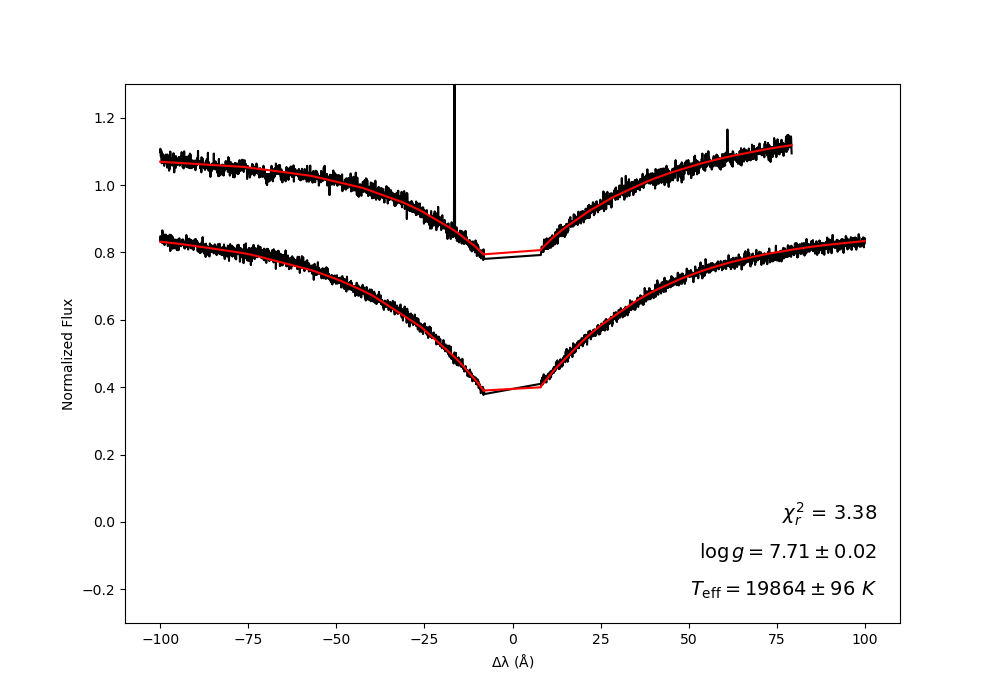 1.2
1.0
0.8
0.6
0.4
0.2
0.0
−0.2
Normalized Flux
χ²ᵣ = 3.38
log g = 7.71 ± 0.02
T_eff = 19864 ± 96 K
−100 −75 −50 −25 0 25 50 75 100
Δλ (Å)